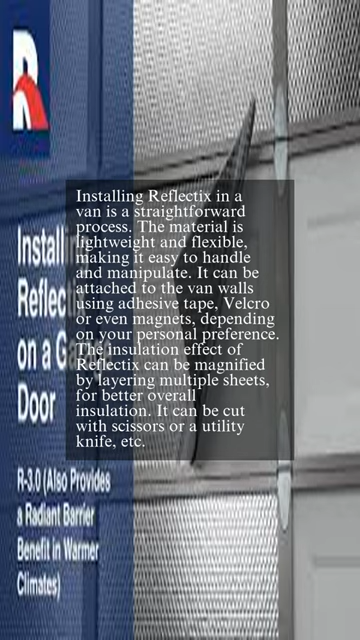 Installing Reflectix in a
van is a straightforward
process. The material is
lightweight and flexible,
making it easy to handle
and manipulate. It can be
attached to the van walls
using adhesive tape, Velcro
or even magnets, depending
on your personal preference.
The insulation effect of
Reflectix can be magnified
by layering multiple sheets,
for better overall
insulation. It can be cut
with scissors or a utility
knife, etc.
R
Install
Reflec
on a Ga
Door
R-3.0 (Also Provides
a Radiant Barrier
Benefit in Warmer
Climates)